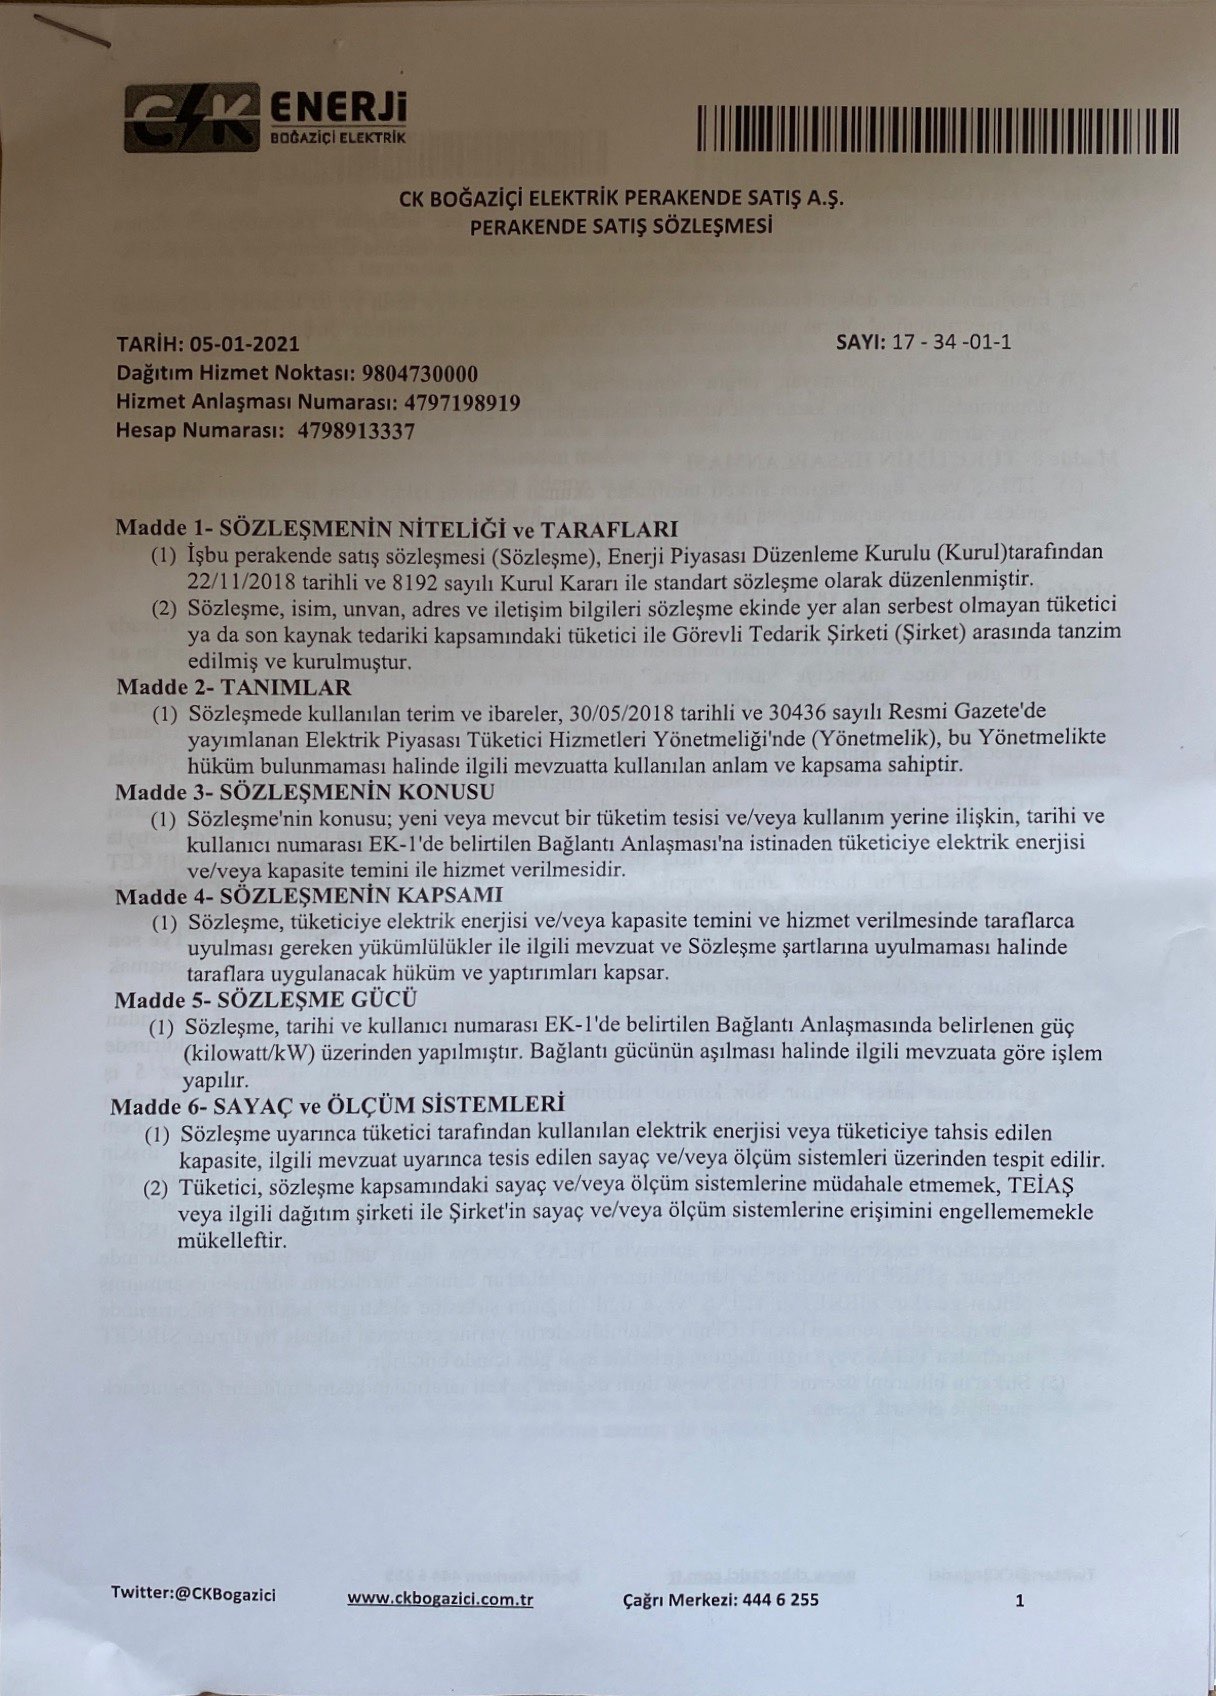 CK ENERJİ
BOĞAZİÇİ ELEKTRİK
CK BOĞAZİÇİ ELEKTRİK PERAKENDE SATIŞ A.Ş.
PERAKENDE SATIŞ SÖZLEŞMESİ
TARİH: 05-01-2021
SAYI: 17 - 34 -01-1
Dağıtım Hizmet Noktası: 9804730000
Hizmet Anlaşması Numarası: 4797198919
Hesap Numarası: 4798913337
Madde 1- SÖZLEŞMENİN NİTELİĞİ ve TARAFLARI
(1) İşbu perakende satış sözleşmesi (Sözleşme), Enerji Piyasası Düzenleme Kurulu (Kurul)tarafından
22/11/2018 tarihli ve 8192 sayılı Kurul Kararı ile standart sözleşme olarak düzenlenmiştir.
(2) Sözleşme, isim, unvan, adres ve iletişim bilgileri sözleşme ekinde yer alan serbest olmayan tüketici
ya da son kaynak tedariki kapsamındaki tüketici ile Görevli Tedarik Şirketi (Şirket) arasında tanzim
edilmiş ve kurulmuştur.
Madde 2- TANIMLAR
(1) Sözleşmede kullanılan terim ve ibareler, 30/05/2018 tarihli ve 30436 sayılı Resmi Gazete'de
yayımlanan Elektrik Piyasası Tüketici Hizmetleri Yönetmeliği'nde (Yönetmelik), bu Yönetmelikte
hüküm bulunmaması halinde ilgili mevzuatta kullanılan anlam ve kapsama sahiptir.
Madde 3- SÖZLEŞMENİN KONUSU
(1) Sözleşme'nin konusu; yeni veya mevcut bir tüketim tesisi ve/veya kullanım yerine ilişkin, tarihi ve
kullanıcı numarası EK-1'de belirtilen Bağlantı Anlaşması'na istinaden tüketiciye elektrik enerjisi
ve/veya kapasite temini ile hizmet verilmesidir.
Madde 4- SÖZLEŞMENİN KAPSAMI
(1) Sözleşme, tüketiciye elektrik enerjisi ve/veya kapasite temini ve hizmet verilmesinde taraflarca
uyulması gereken yükümlülükler ile ilgili mevzuat ve Sözleşme şartlarına uyulmaması halinde
taraflara uygulanacak hüküm ve yaptırımları kapsar.
Madde 5- SÖZLEŞME GÜCÜ
(1) Sözleşme, tarihi ve kullanıcı numarası EK-1'de belirtilen Bağlantı Anlaşmasında belirlenen güç
(kilowatt/kW) üzerinden yapılmıştır. Bağlantı gücünün aşılması halinde ilgili mevzuata göre işlem
yapılır.
Madde 6- SAYAÇ ve ÖLÇÜM SİSTEMLERİ
(1) Sözleşme uyarınca tüketici tarafından kullanılan elektrik enerjisi veya tüketiciye tahsis edilen
kapasite, ilgili mevzuat uyarınca tesis edilen sayaç ve/veya ölçüm sistemleri üzerinden tespit edilir.
(2) Tüketici, sözleşme kapsamındaki sayaç ve/veya ölçüm sistemlerine müdahale etmemek, TEİAŞ
veya ilgili dağıtım şirketi ile Şirket'in sayaç ve/veya ölçüm sistemlerine erişimini engellememekle
mükelleftir.
Twitter:@CKBogazici www.ckbogazici.com.tr Çağrı Merkezi: 444 6 255 1